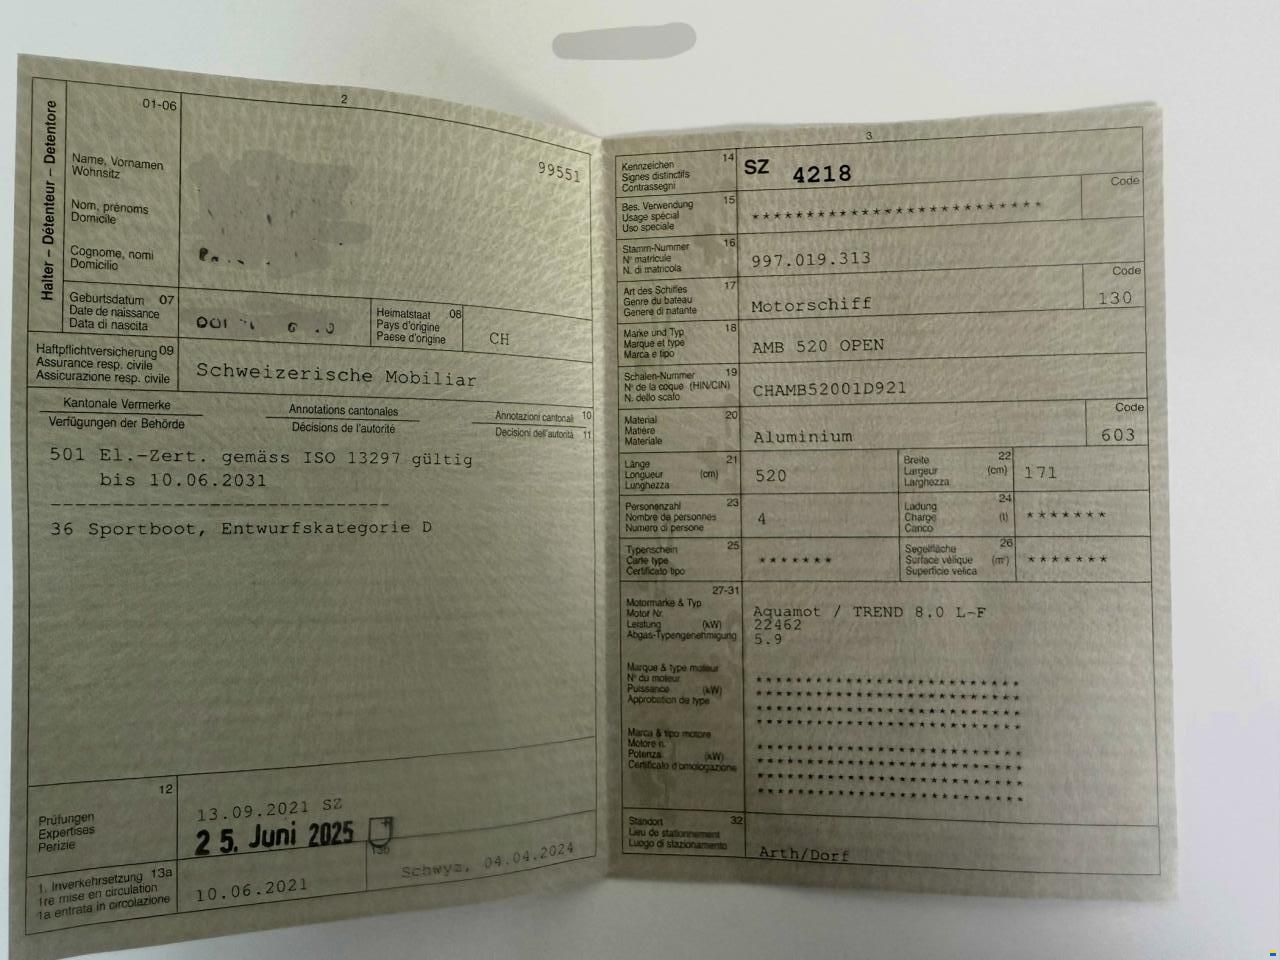 2
Halter – Détenteur – Detentore
01-06
Name, Vornamen
Wohnsitz
Nom, prénoms
Domicile
Cognome, nomi
Domicilio
99551
Geburtsdatum 07
Date de naissance
Data di nascita
Heimatstaat 08
Pays d'origine
Paese d'origine
CH
Haftpflichtversicherung 09
Assurance resp. civile
Assicurazione resp. civile
Schweizerische Mobiliar
Kantonale Vermerke
Annotations cantonales
Annotazioni cantonali 10
Verfügungen der Behörde
Décisions de l'autorité
Decisioni dell'autorità 11
501 El.-Zert. gemäss ISO 13297 gültig
bis 10.06.2031
---------------------------
36 Sportboot, Entwurfskategorie D
12
Prüfungen
Expertises
Perizie
13.09.2021 SZ
25. Juni 2025
1. Inverkehrsetzung 13a
1re mise en circulation
1a entrata in circolazione
10.06.2021
13b
Schwyz, 04.04.2024
3
Kennzeichen 14
Signes distinctifs
Contrassegni
SZ 4218
Bes. Verwendung 15
Usage spécial
Uso speciale
Code
*************************
Stamm-Nummer 16
N° matricule
N. di matricola
997.019.313
Art des Schiffes 17
Genre du bateau
Genere di natante
Motorschiff
Code
130
Marke und Typ 18
Marque et type
Marca e tipo
AMB 520 OPEN
Schalen-Nummer 19
N° de la coque (HIN/CIN)
N. dello scafo
CHAMB52001D921
Material 20
Matière
Materiale
Aluminium
Code
603
Länge 21
Longueur (cm)
Lunghezza
520
Breite 22
Largeur (cm)
Larghezza
171
Personenzahl 23
Nombre de personnes
Numero di persone
4
Ladung 24
Charge (t)
Carico
*******
Typenschein 25
Carte type
Certificato tipo
*******
Segelfläche 26
Surface vélique (m²)
Superficie velica
*******
27-31
Motormarke & Typ
Motor Nr.
Leistung (kW)
Abgas-Typengenehmigung
Aquamot / TREND 8.0 L-F
22462
5.9
Marque & type moteur
N° du moteur
Puissance (kW)
Approbation de type
*************************
*************************
*************************
*************************
Marca & tipo motore
Motore n.
Potenza (kW)
Certificato d'omologazione
*************************
*************************
*************************
*************************
Standort 32
Lieu de stationnement
Luogo di stazionamento
Arth/Dorf